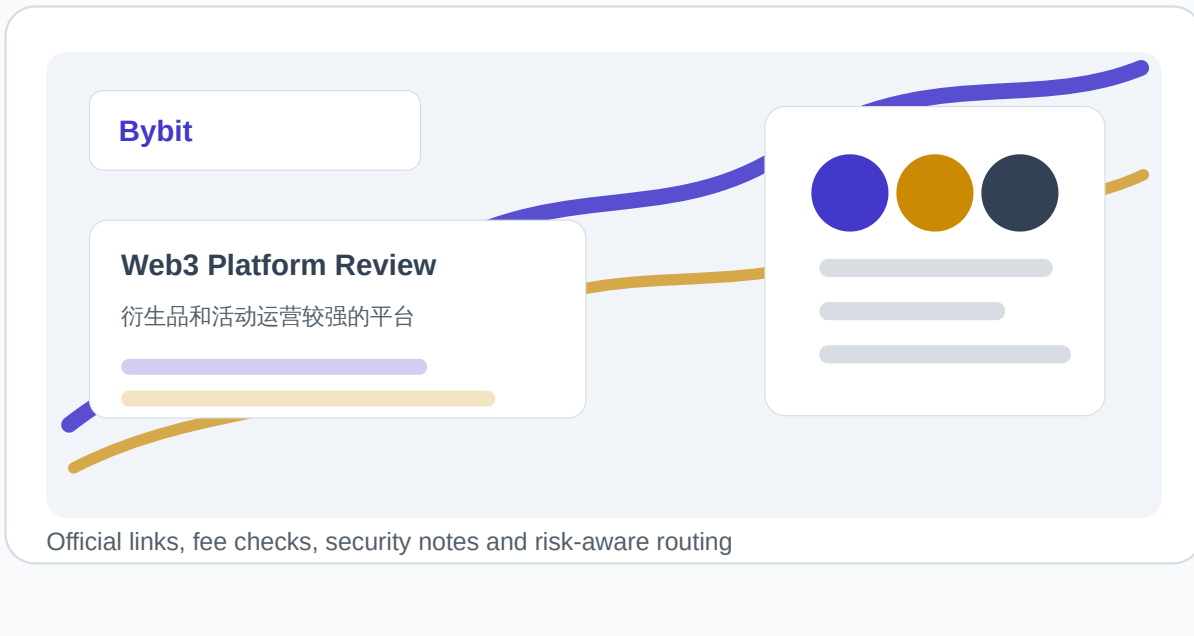 Bybit
Web3 Platform Review
衍生品和活动运营较强的平台
Official links, fee checks, security notes and risk-aware routing